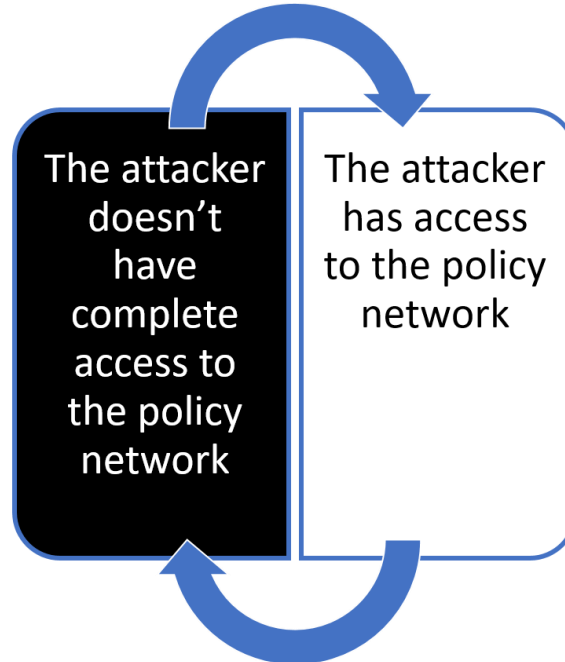 The attacker
doesn’t
have
complete
access to
the policy
network
The attacker
has access
to the policy
network